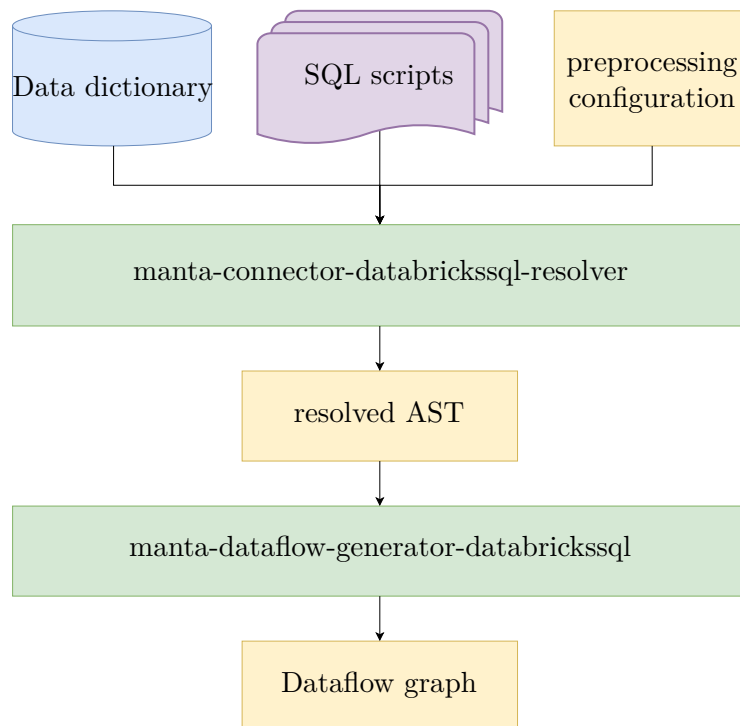 Data dictionary
SQL scripts
preprocessing
configuration
manta-connector-databrickssql-resolver
resolved AST
manta-dataflow-generator-databrickssql
Dataflow graph